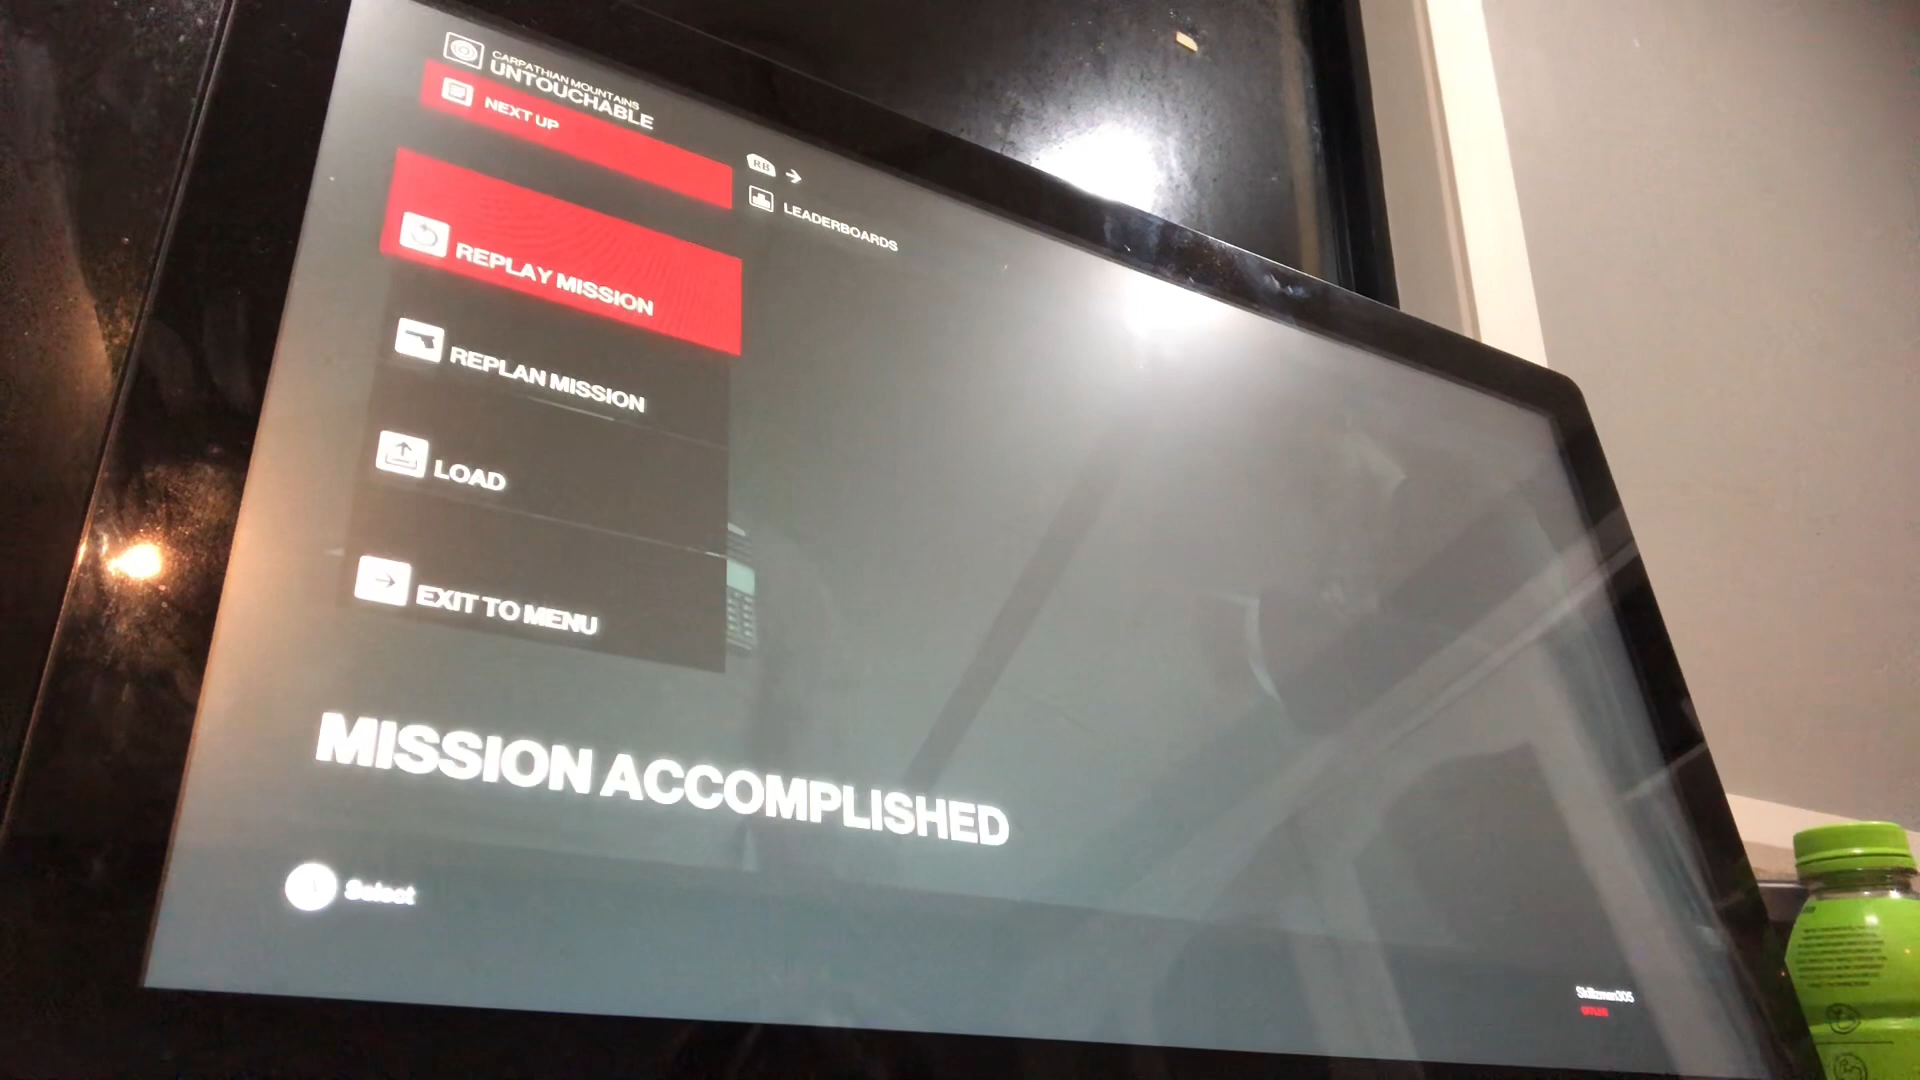 CARPATHIAN MOUNTAINS
UNTOUCHABLE
NEXT UP
RB
LEADERBOARDS
REPLAY MISSION
REPLAN MISSION
LOAD
EXIT TO MENU
MISSION ACCOMPLISHED
Select